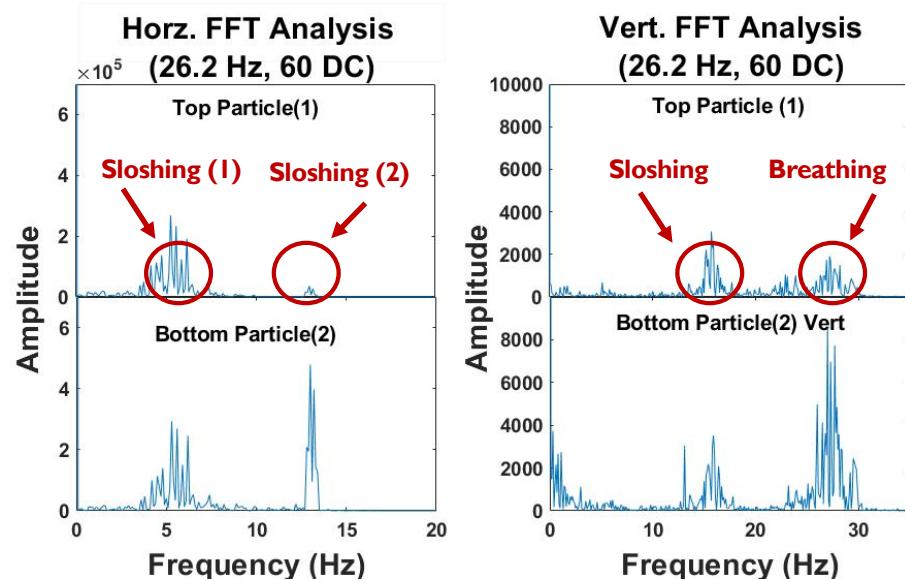 Horz. FFT Analysis
(26.2 Hz, 60 DC)
×10⁵
Top Particle(1)
Sloshing (1)
Sloshing (2)
6
4
2
0
Amplitude
Bottom Particle(2)
6
4
2
0
0
5
10
15
20
Frequency (Hz)
Vert. FFT Analysis
(26.2 Hz, 60 DC)
Top Particle (1)
Sloshing
Breathing
10000
8000
6000
4000
2000
0
Amplitude
Bottom Particle(2) Vert
8000
6000
4000
2000
0
0
10
20
30
Frequency (Hz)